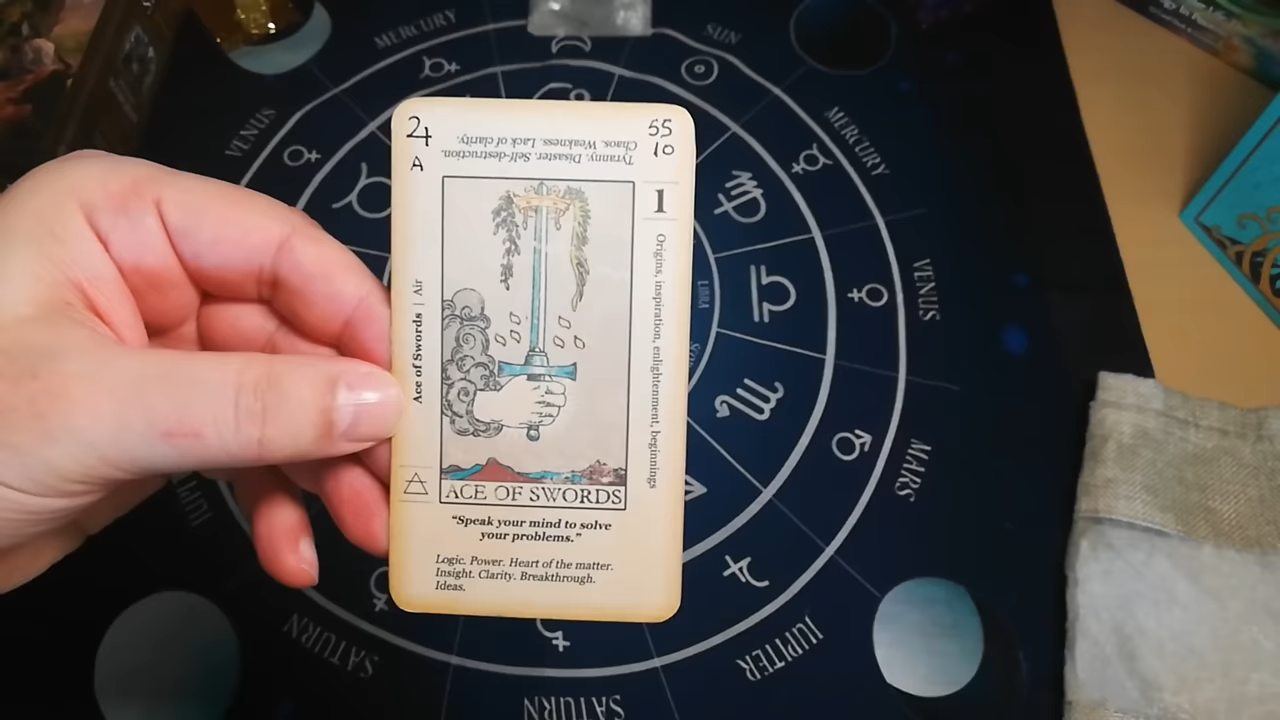 MERCURY
SUN
VENUS
MERCURY
A
55
10
Tyranny. Disaster. Self-destruction.
Chaos. Weakness. Lack of clarity.
1
Origins, inspiration, enlightenment, beginnings
Ace of Swords | Air
ACE OF SWORDS
"Speak your mind to solve
your problems."
Logic. Power. Heart of the matter.
Insight. Clarity. Breakthrough.
Ideas.
LIBRA
VENUS
MARS
JUPITER
SATURN
SATURN